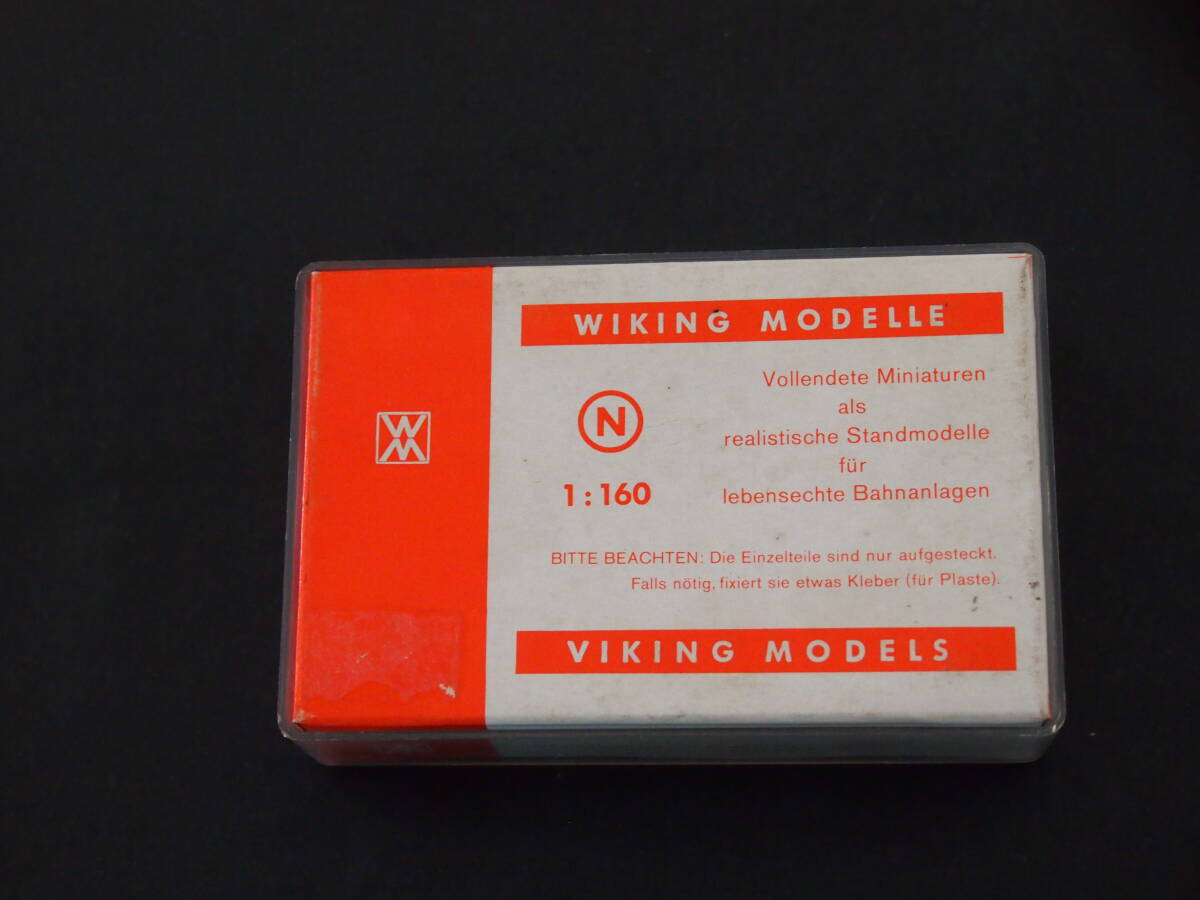 WM
WIKING MODELLE
N
1:160
Vollendete Miniaturen
als
realistische Standmodelle
für
lebensechte Bahnanlagen
BITTE BEACHTEN: Die Einzelteile sind nur aufgesteckt.
Falls nötig, fixiert sie etwas Kleber (für Plaste).
VIKING MODELS